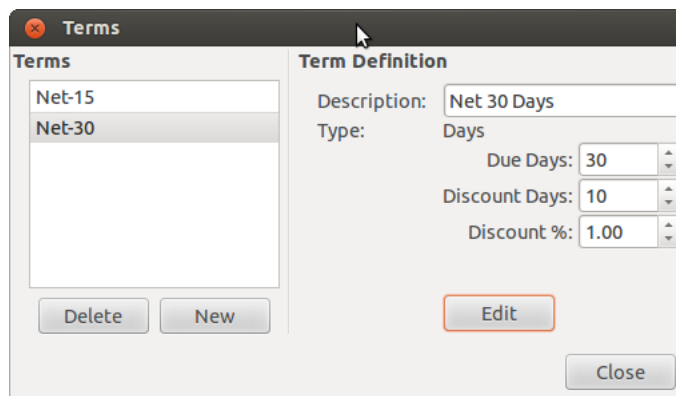 Terms
Terms
Net-15
Net-30
Delete New
Term Definition
Description: Net 30 Days
Type: Days
Due Days: 30
Discount Days: 10
Discount %: 1.00
Edit
Close